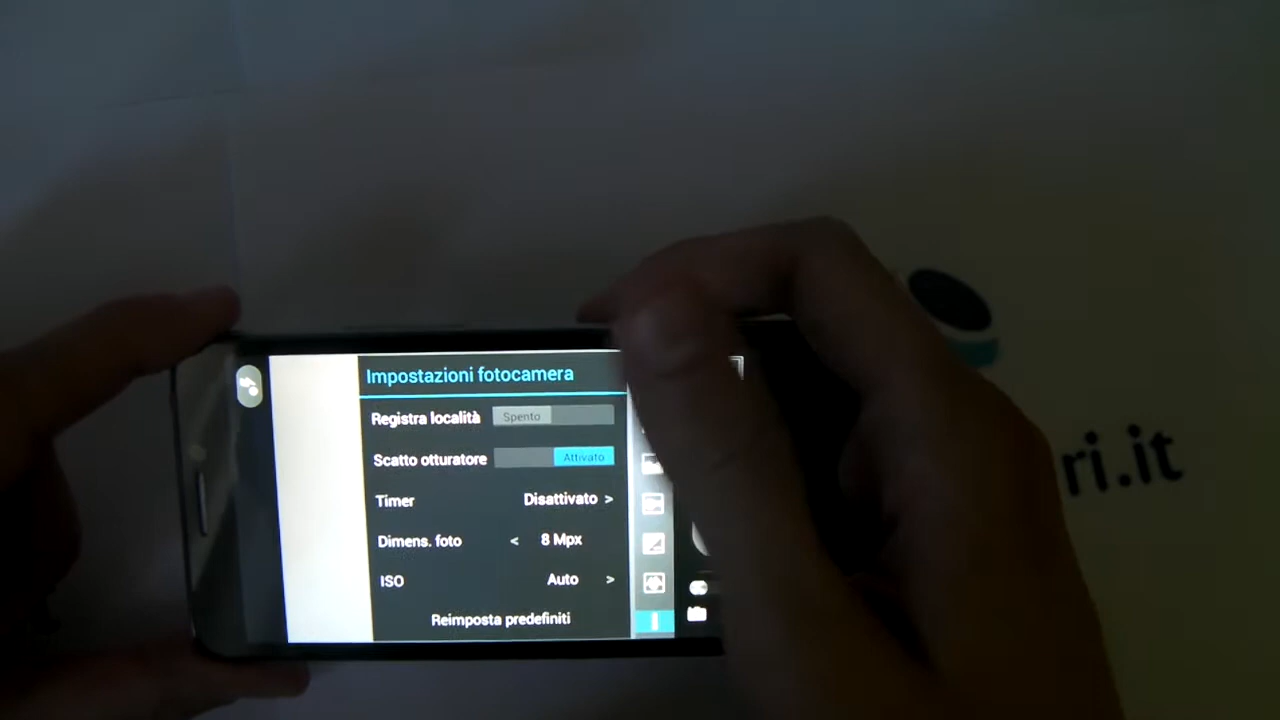 Impostazioni fotocamera
Registra località Spento
Scatto otturatore Attivato
Timer Disattivato >
Dimens. foto < 8 Mpx
ISO Auto >
Reimposta predefiniti
ri.it